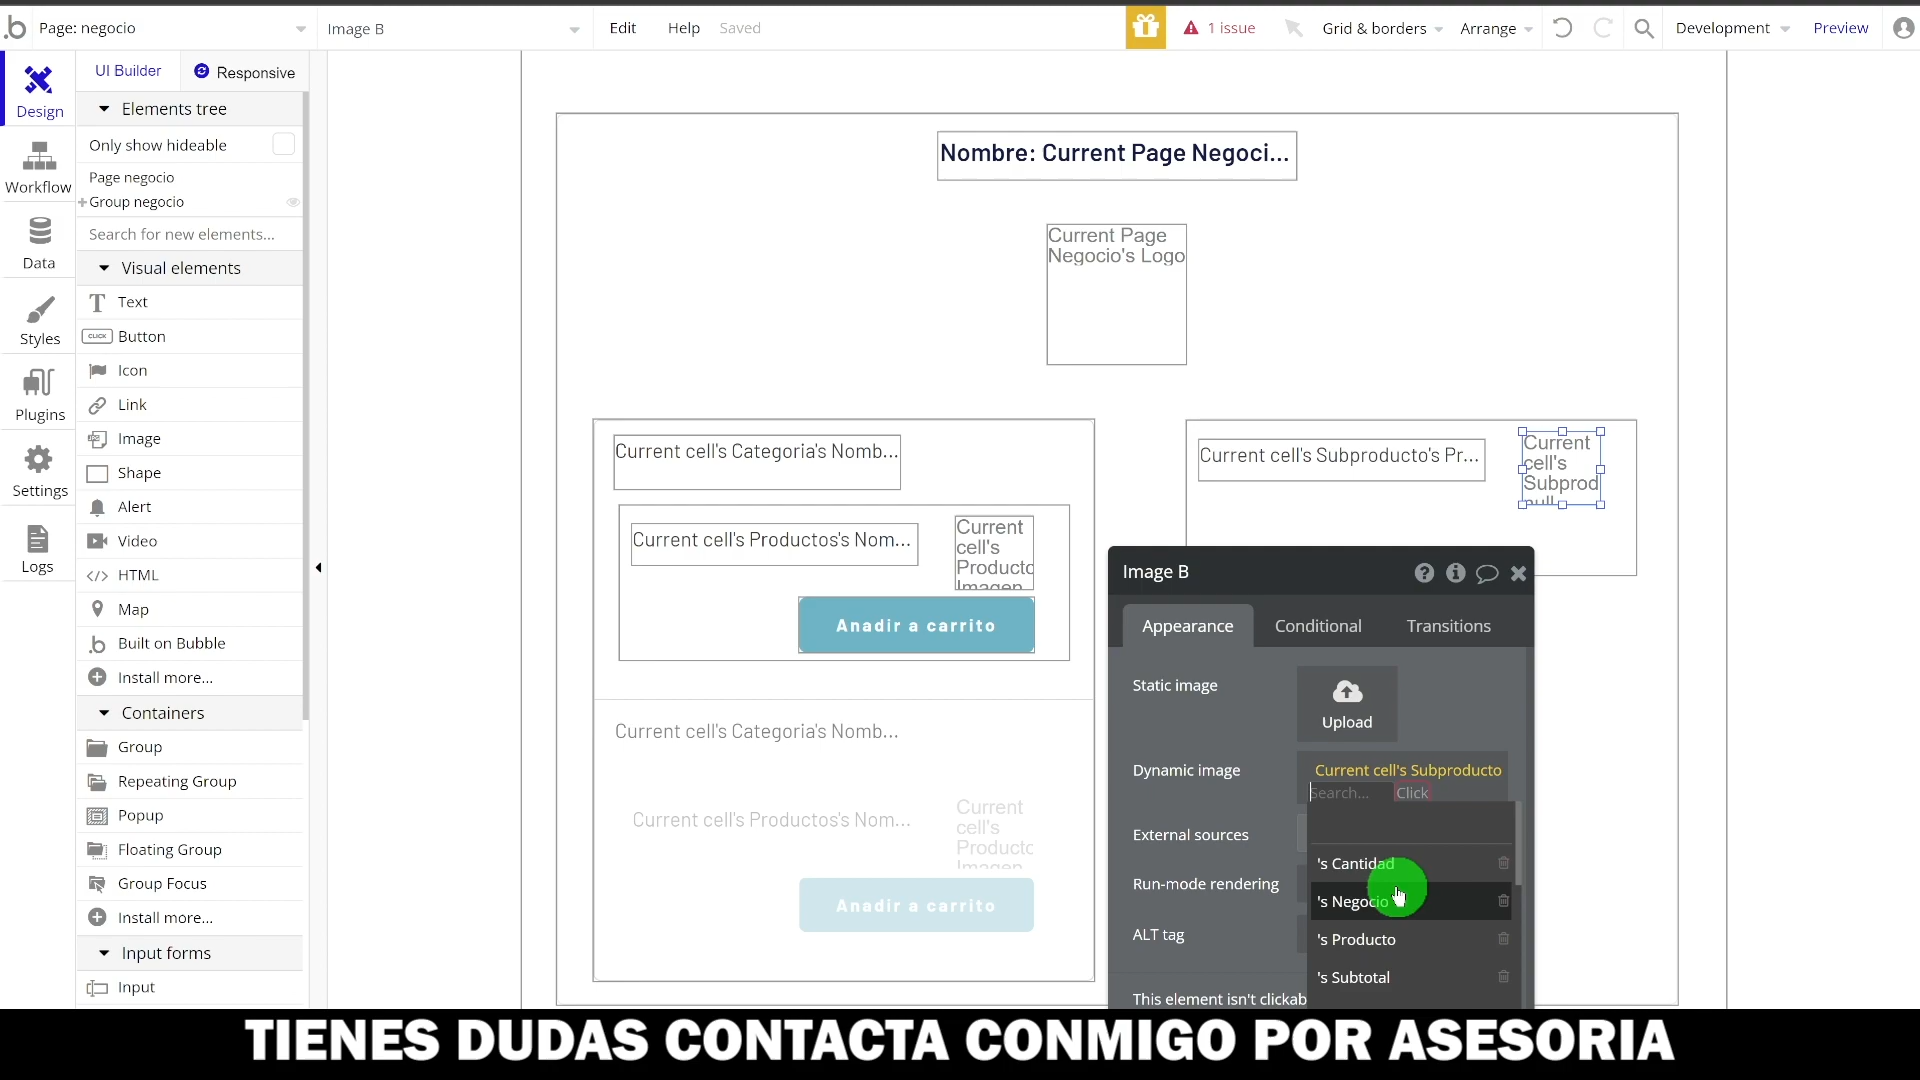 Page: negocio
Image B
Edit
Help
Saved
1 issue
Grid & borders
Arrange
Development
Preview
Design
Workflow
Data
Styles
Plugins
Settings
Logs
UI Builder
Responsive
Elements tree
Only show hideable
Page negocio
Group negocio
Search for new elements...
Visual elements
Text
CLICK
Button
Icon
Link
Image
Shape
Alert
Video
</> HTML
Map
Built on Bubble
Install more...
Containers
Group
Repeating Group
Popup
Floating Group
Group Focus
Install more...
Input forms
Input
Nombre: Current Page Negoci...
Current Page
Negocio's Logo
Current cell's Categoria's Nomb...
Current cell's Productos's Nom...
Current
cell's
Producto
Imagen
Anadir a carrito
Current cell's Categoria's Nomb...
Current cell's Productos's Nom...
Current
cell's
Producto
Imagen
Anadir a carrito
Current cell's Subproducto's Pr...
Current
cell's
Subprod
null
Image B
Appearance
Conditional
Transitions
Static image
Upload
Dynamic image
Current cell's Subproducto
Search...
Click
External sources
Run-mode rendering
ALT tag
This element isn't clickab
's Cantidad
's Negocio
's Producto
's Subtotal
TIENES DUDAS CONTACTA CONMIGO POR ASESORIA